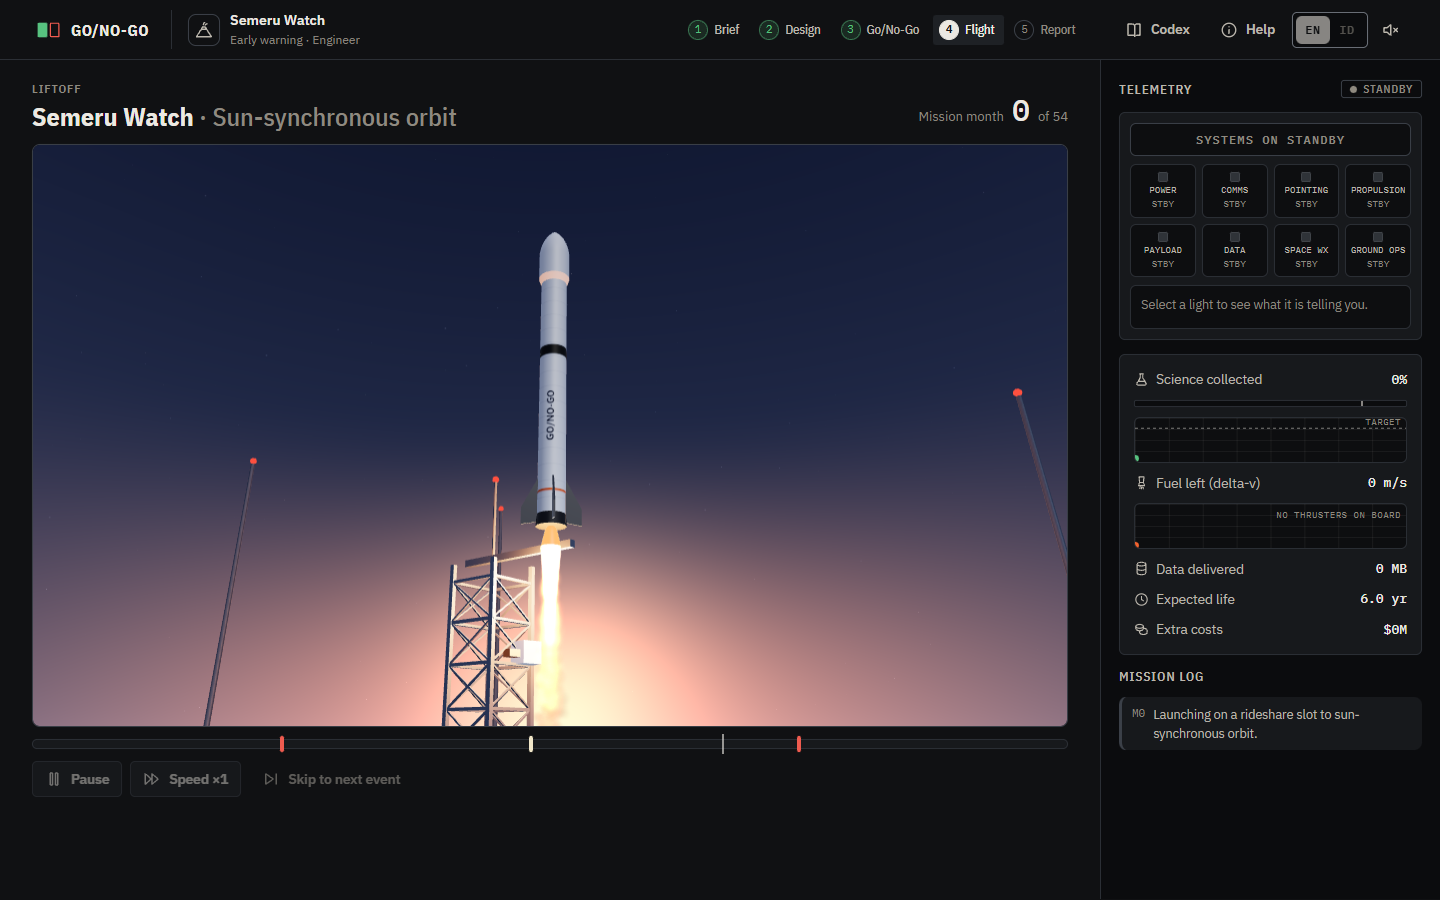 GO/NO-GO
Semeru Watch
Early warning · Engineer
1 Brief
2 Design
3 Go/No-Go
4 Flight
5 Report
Codex
Help
EN
ID
LIFTOFF
Semeru Watch · Sun-synchronous orbit
Mission month 0 of 54
GO/NO-GO
Pause
Speed ×1
Skip to next event
TELEMETRY
STANDBY
SYSTEMS ON STANDBY
POWER
STBY
COMMS
STBY
POINTING
STBY
PROPULSION
STBY
PAYLOAD
STBY
DATA
STBY
SPACE WX
STBY
GROUND OPS
STBY
Select a light to see what it is telling you.
Science collected 0%
TARGET
Fuel left (delta-v) 0 m/s
NO THRUSTERS ON BOARD
Data delivered 0 MB
Expected life 6.0 yr
Extra costs $0M
MISSION LOG
M0 Launching on a rideshare slot to sun-
synchronous orbit.